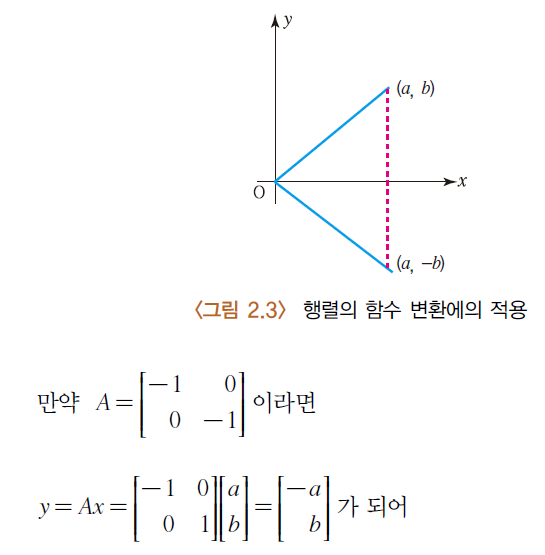 y
(a, b)
x
O
(a, −b)
〈그림 2.3〉 행렬의 함수 변환에의 적용
만약 A = [ −1 0 ; 0 −1 ] 이라면
y = Ax = [ −1 0 ; 0 1 ] [ a ; b ] = [ −a ; b ] 가 되어